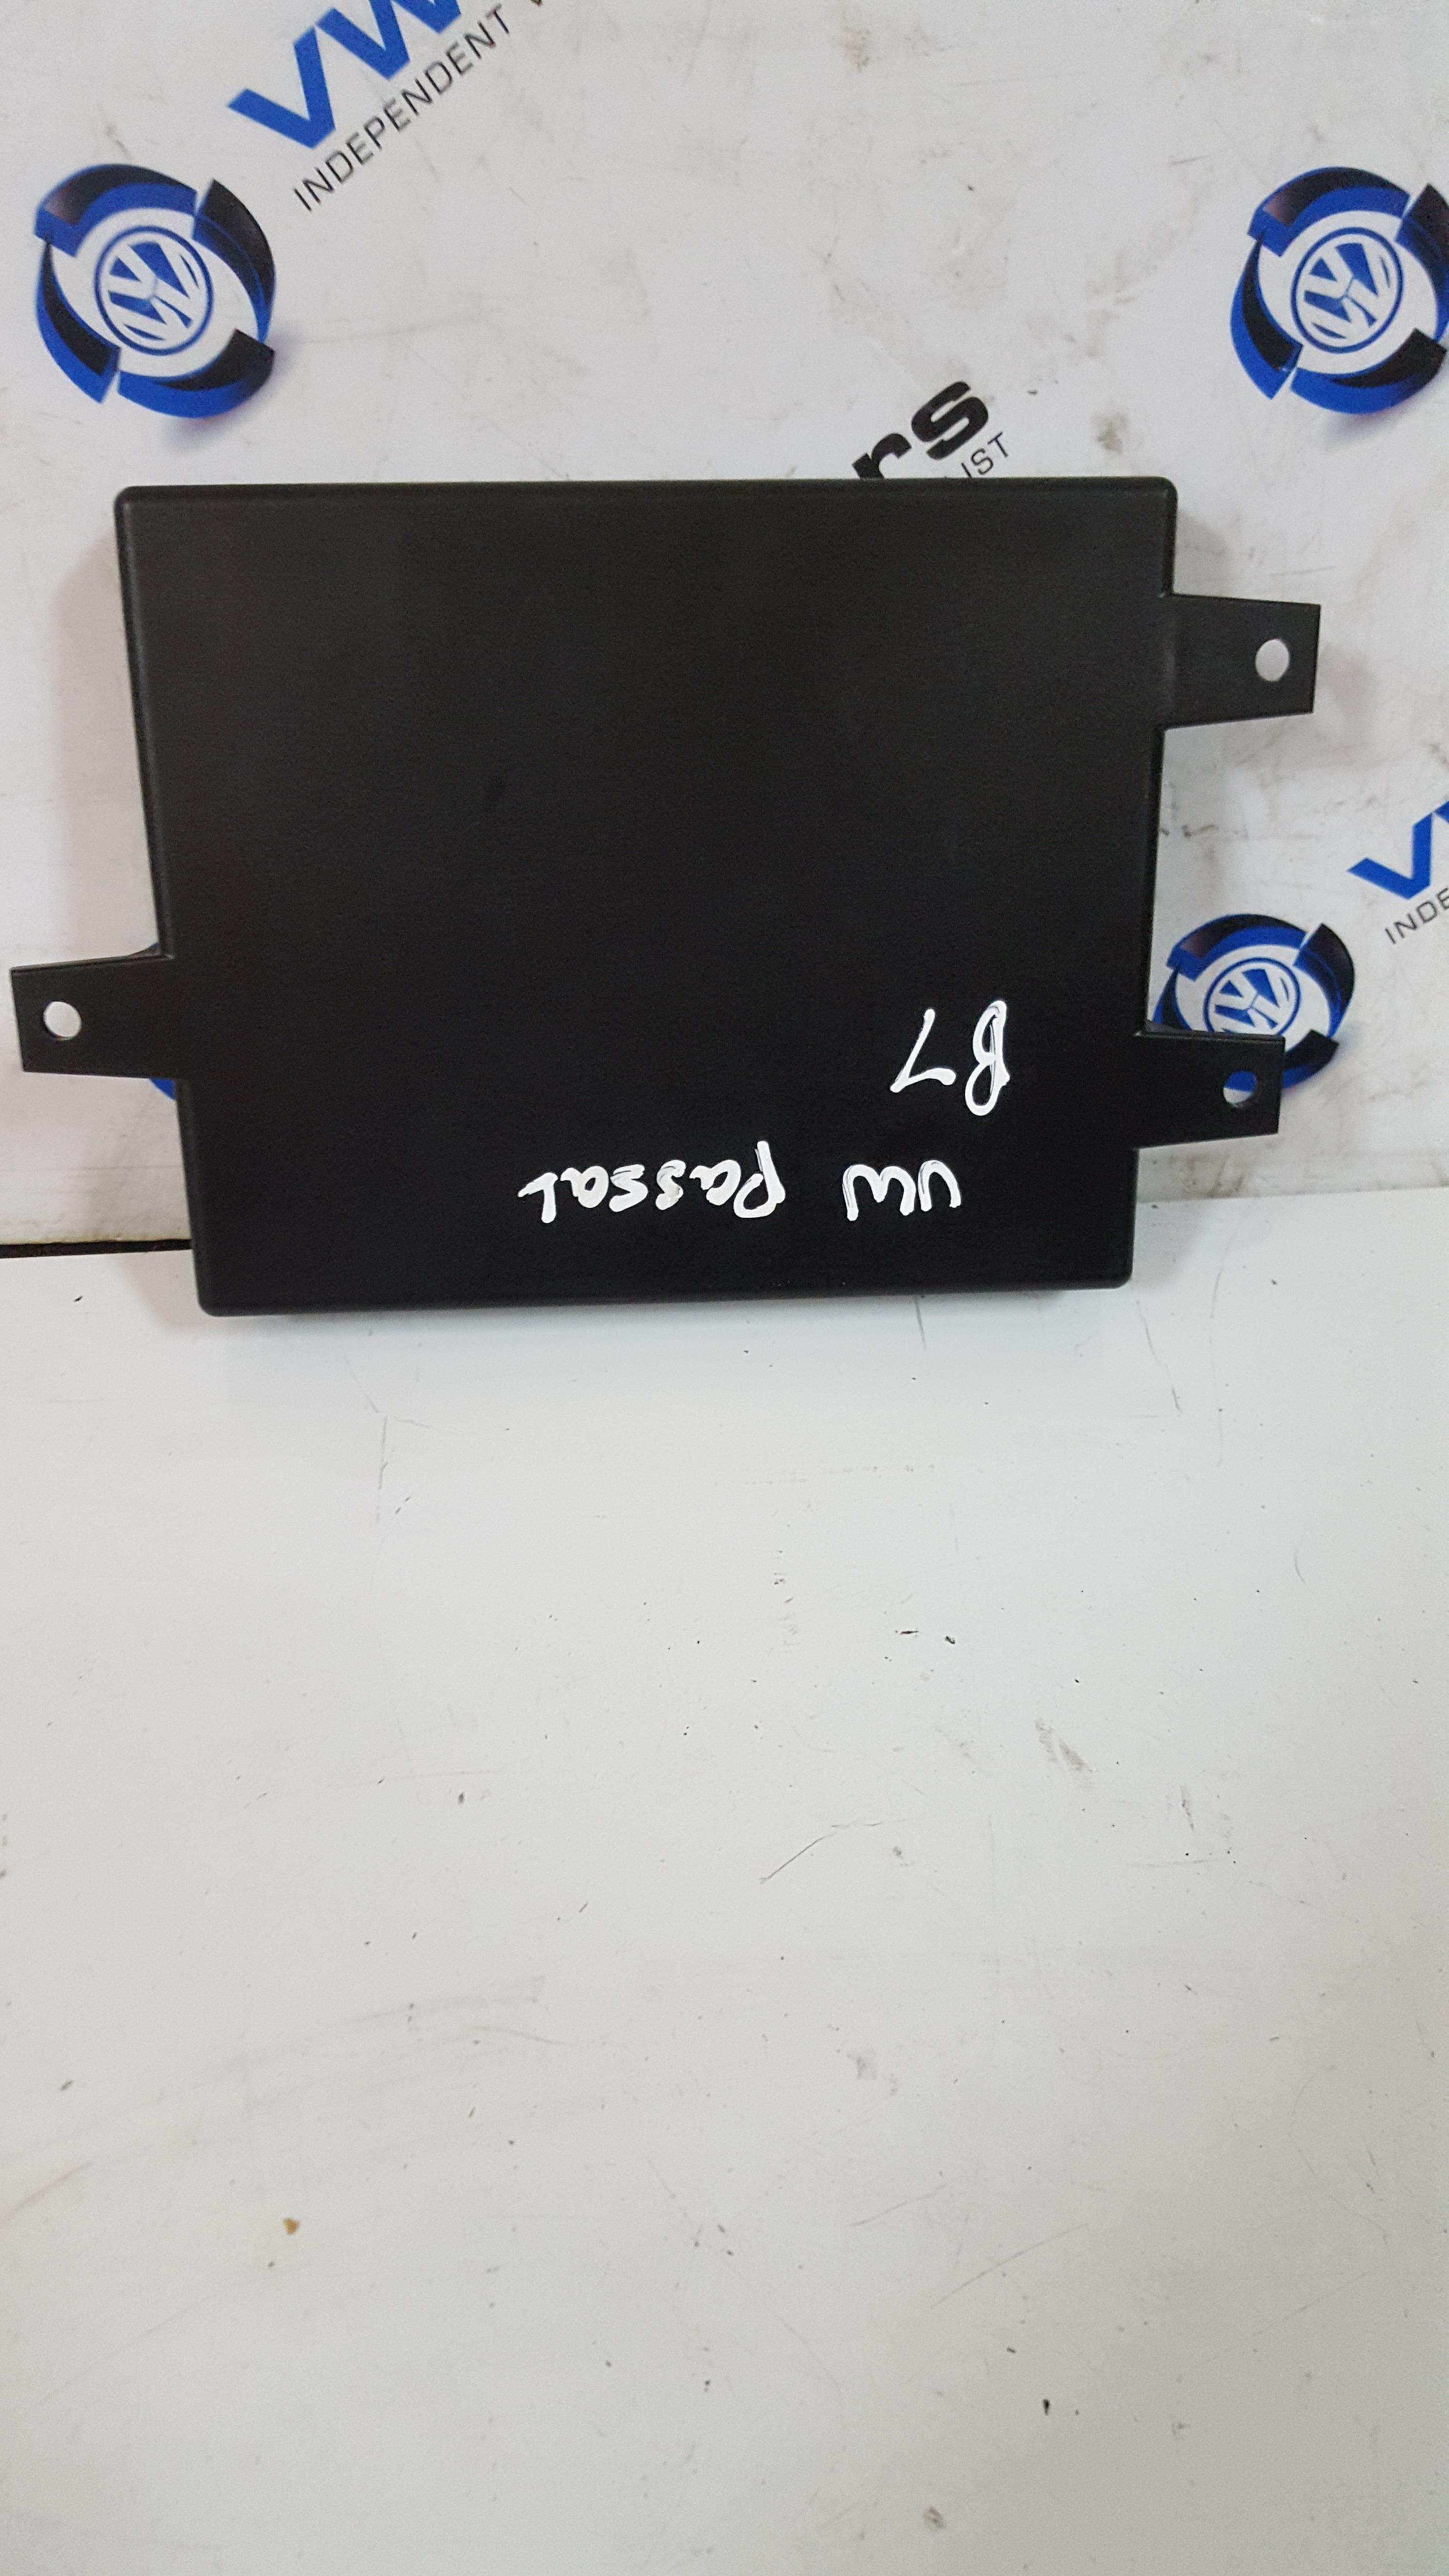 VW
INDEPENDENT
rs
IST
VW
INDE
VW Passat
B7